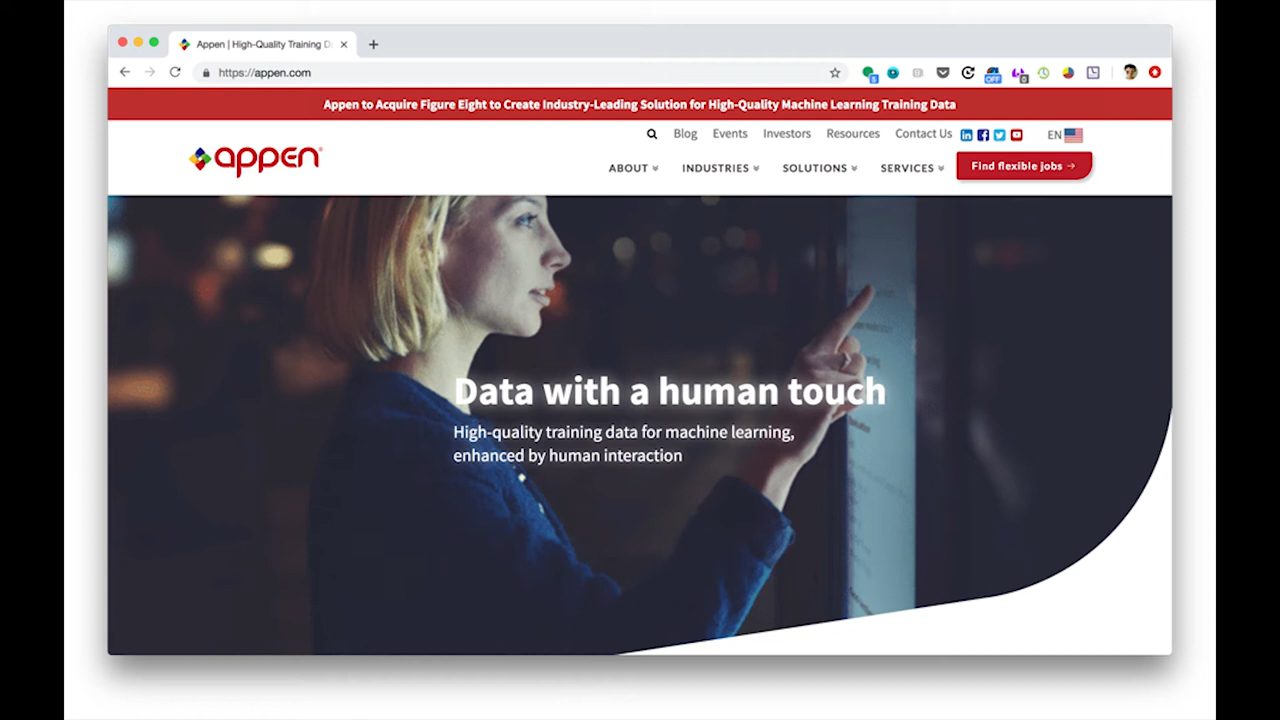 Appen | High-Quality Training D
https://appen.com
Appen to Acquire Figure Eight to Create Industry-Leading Solution for High-Quality Machine Learning Training Data
Blog Events Investors Resources Contact Us EN
appen
ABOUT INDUSTRIES SOLUTIONS SERVICES Find flexible jobs →
Data with a human touch
High-quality training data for machine learning,
enhanced by human interaction